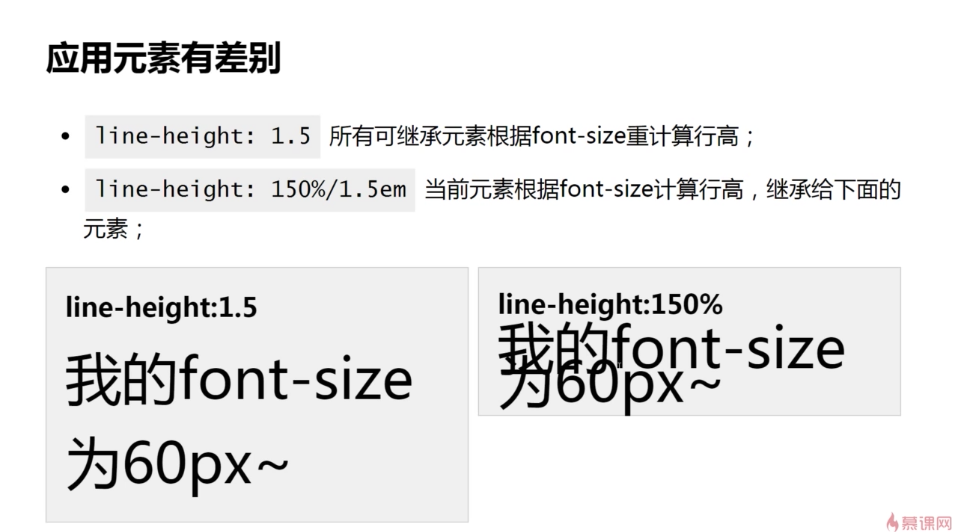 应用元素有差别
• line-height: 1.5 所有可继承元素根据font-size重计算行高；
• line-height: 150%/1.5em 当前元素根据font-size计算行高，继承给下面的
元素；
line-height:1.5
我的font-size
为60px~
line-height:150%
我的font-size
为60px~
慕课网